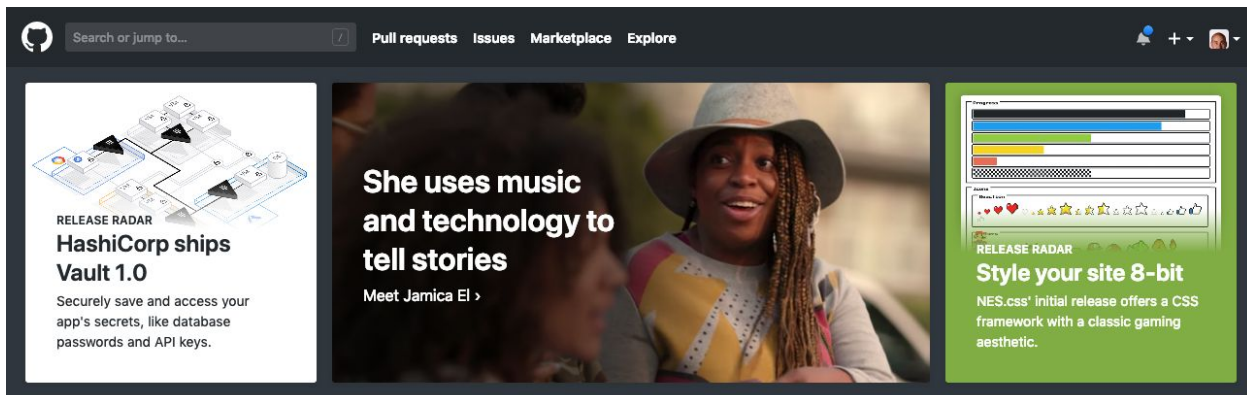 Search or jump to...
/
Pull requests Issues Marketplace Explore
RELEASE RADAR
HashiCorp ships
Vault 1.0
Securely save and access your
app's secrets, like database
passwords and API keys.
She uses music
and technology to
tell stories
Meet Jamica El ›
Progress
RELEASE RADAR
Style your site 8-bit
NES.css' initial release offers a CSS
framework with a classic gaming
aesthetic.